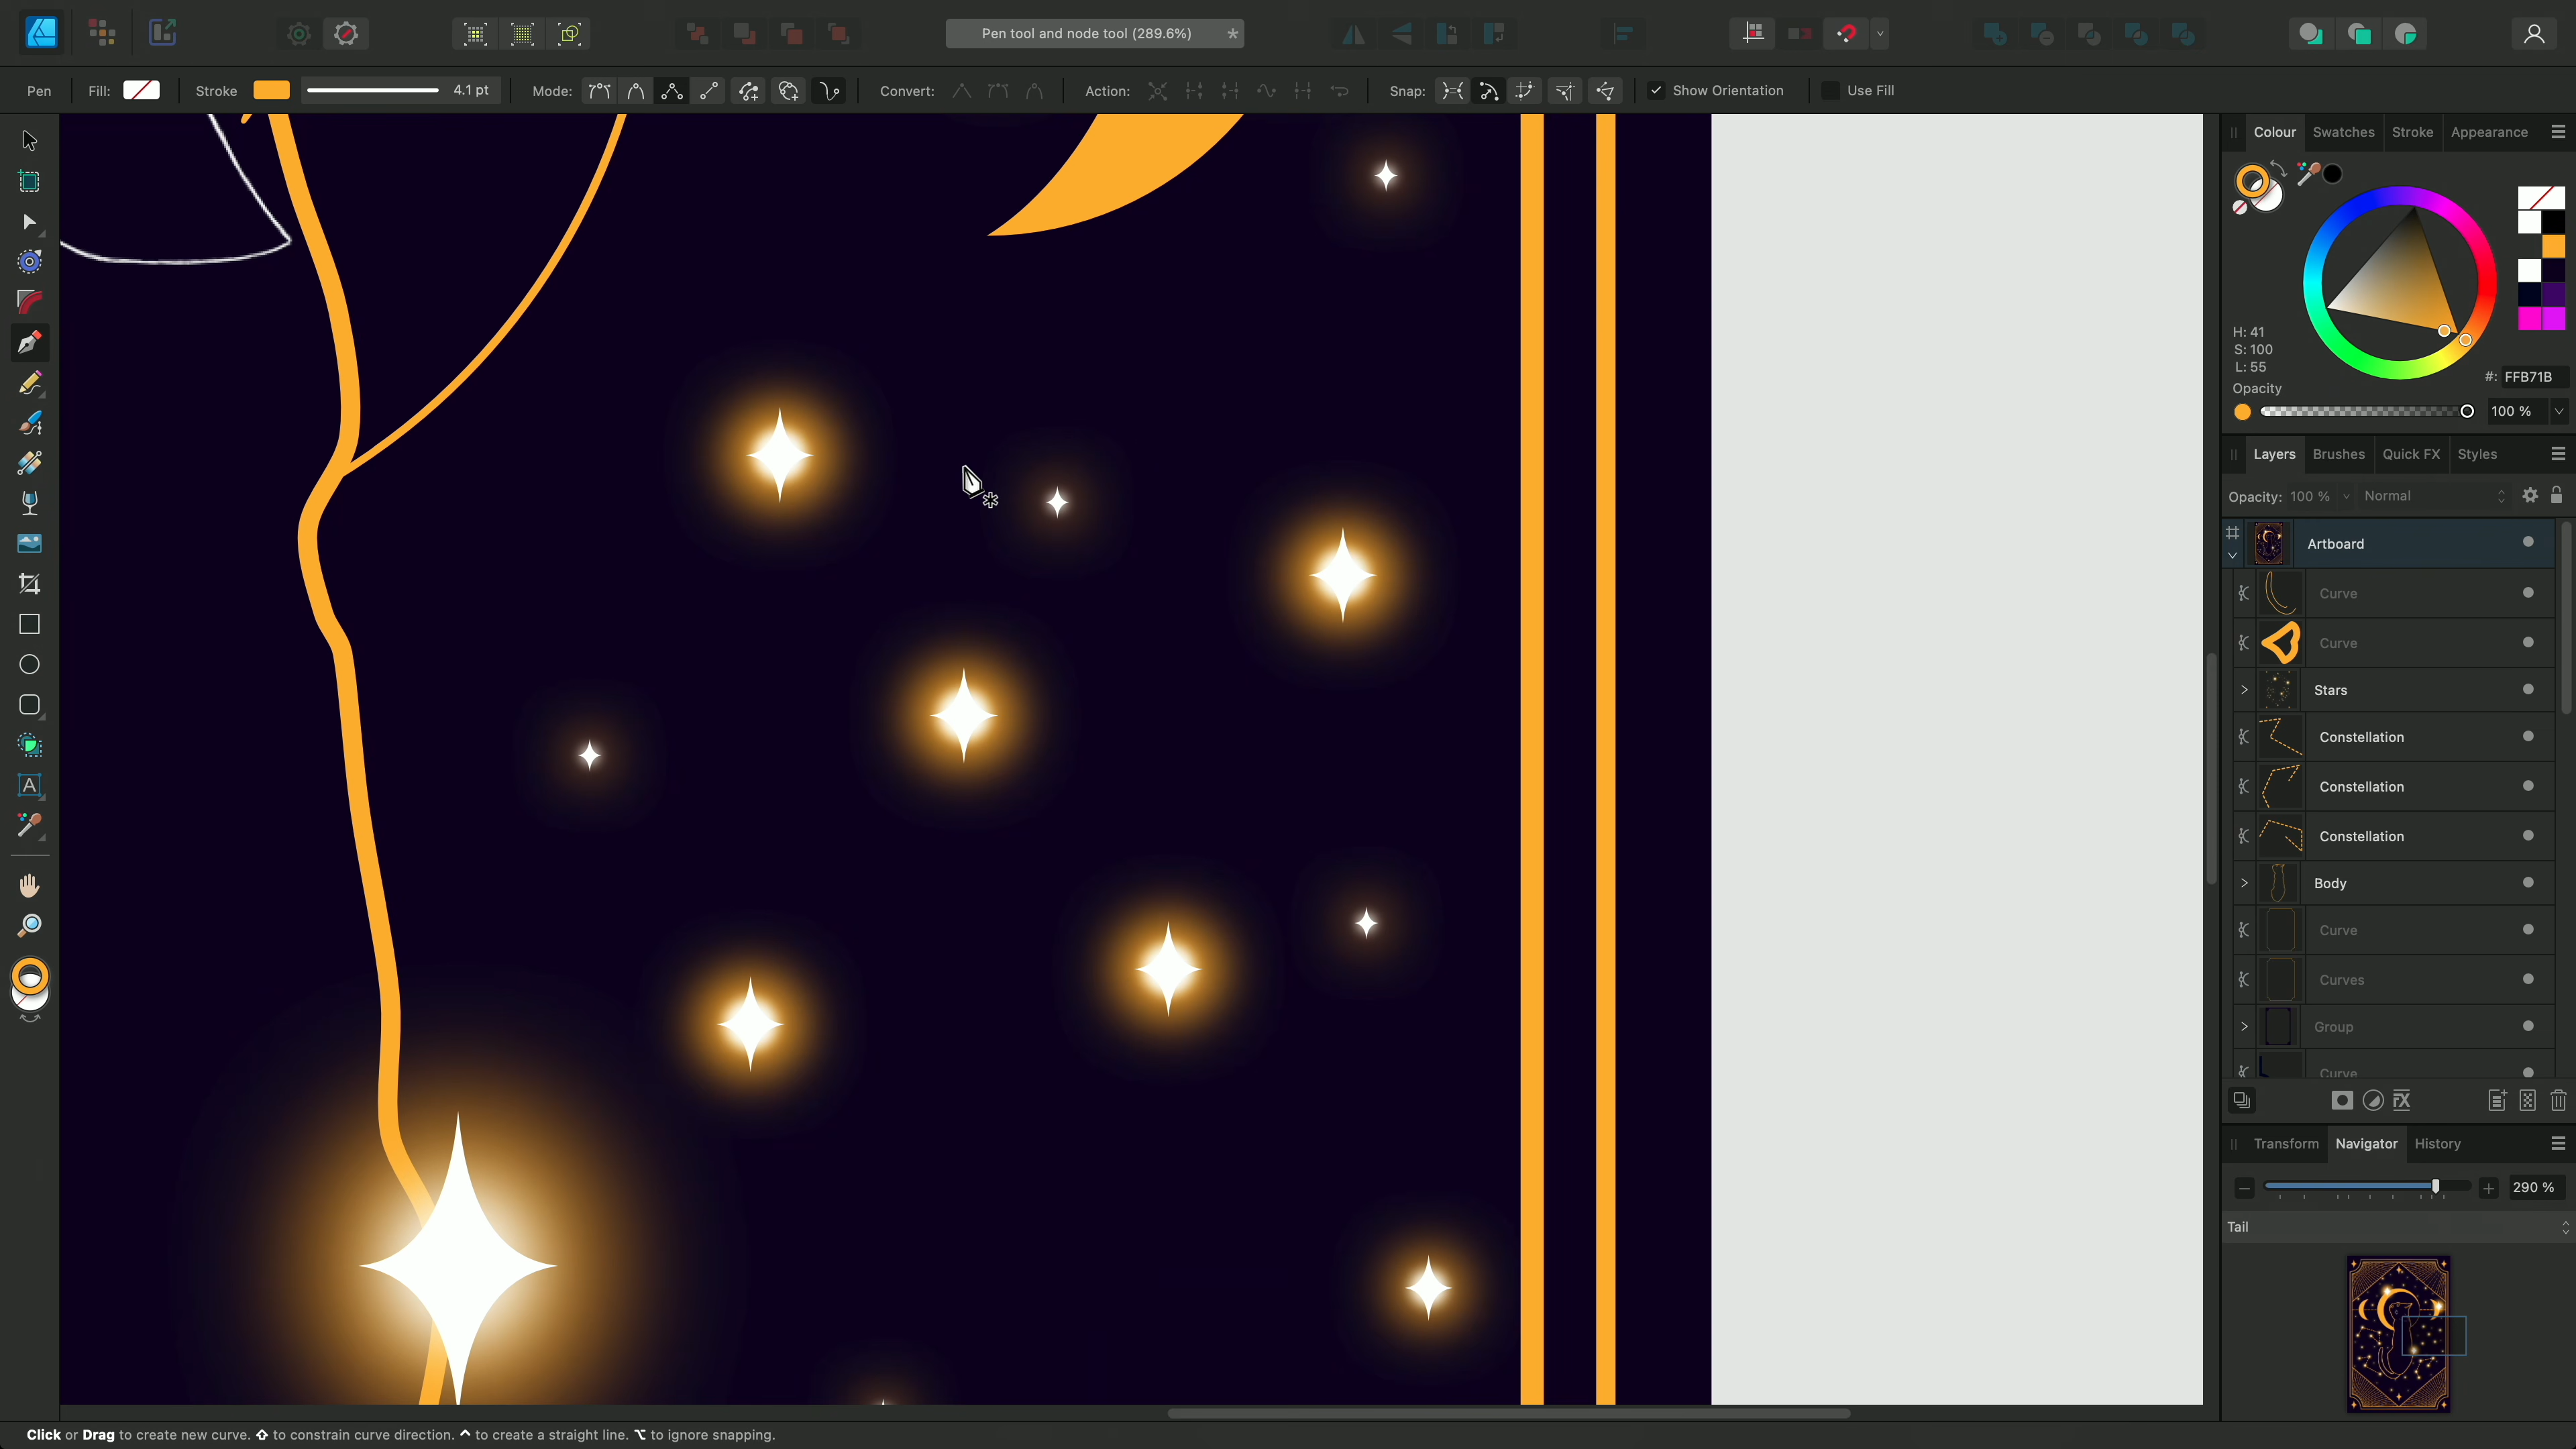 Pen tool and node tool (289.6%)
Pen Fill: Stroke 4.1 pt Mode: Convert: Action: Snap: Show Orientation Use Fill
Colour Swatches Stroke Appearance
H: 41
S: 100
L: 55
#: FFB71B
Opacity
100 %
Layers Brushes Quick FX Styles
Opacity: 100 % Normal
Artboard
Curve
Curve
Stars
Constellation
Constellation
Constellation
Body
Curve
Curves
Group
Curve
Transform Navigator History
290 %
Tail
Click or Drag to create new curve. ⇧ to constrain curve direction. ^ to create a straight line. ⌥ to ignore snapping.